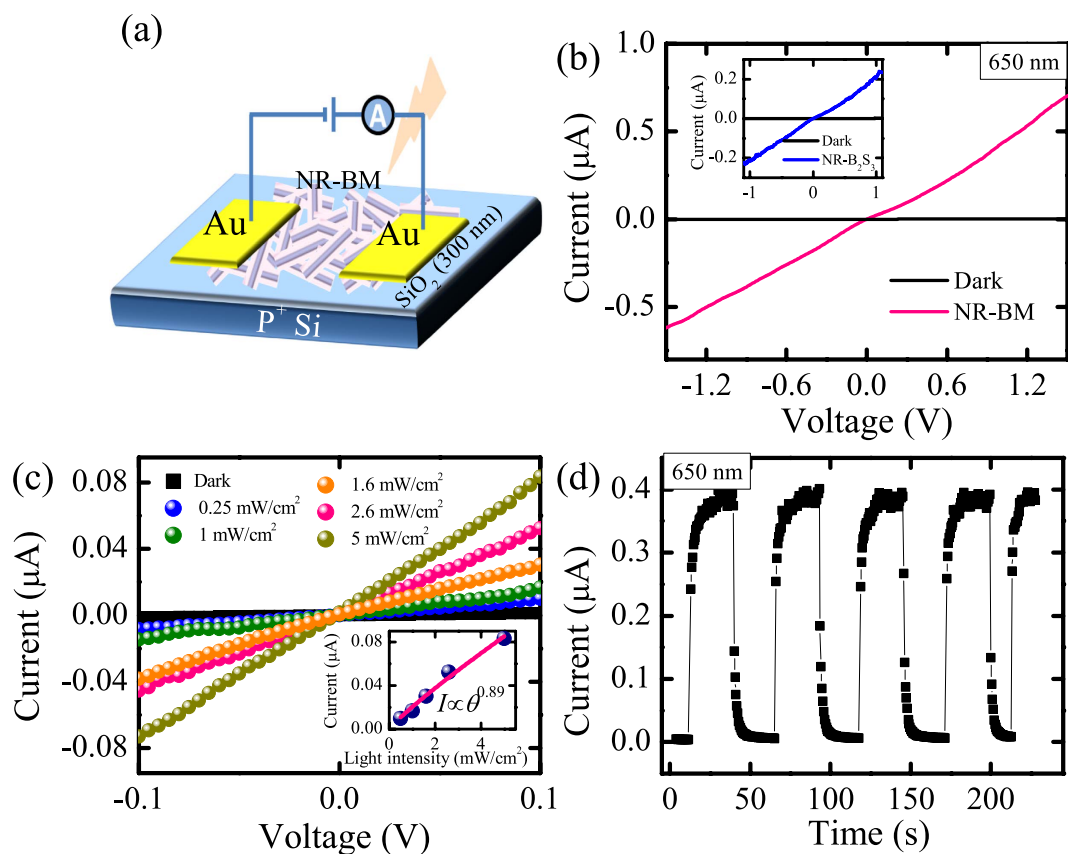 (a)
A
NR-BM
Au
Au
SiO₂ (300 nm)
P⁺ Si
(b)
650 nm
Current (μA)
1.0
0.5
0.0
-0.5
-1.2
-0.6
0.0
0.6
1.2
Voltage (V)
Dark
NR-BM
Current (μA)
0.2
0.0
-0.2
-1
0
1
Dark
NR-B₂S₃
(c)
Current (μA)
0.08
0.04
0.00
-0.04
-0.08
-0.1
0.0
0.1
Voltage (V)
Dark
0.25 mW/cm²
1 mW/cm²
1.6 mW/cm²
2.6 mW/cm²
5 mW/cm²
Current (μA)
0.08
0.04
0.00
0
2
4
Light intensity (mW/cm²)
I∝θ^0.89
(d)
650 nm
Current (μA)
0.4
0.3
0.2
0.1
0.0
0
50
100
150
200
Time (s)